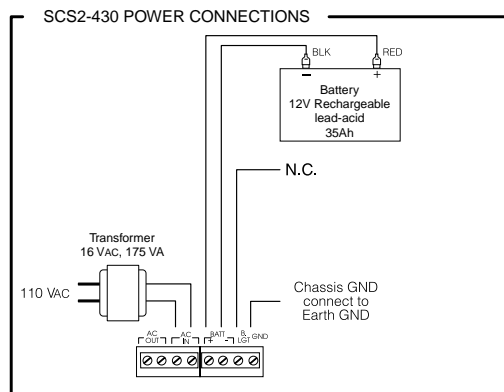 SCS2-430 POWER CONNECTIONS
BLK
RED
– +
Battery
12V Rechargeable
lead-acid
35Ah
N.C.
Transformer
16 VAC, 175 VA
110 VAC
Chassis GND
connect to
Earth GND
AC
OUT
AC
IN
BATT
+ -
B.
LGT
GND